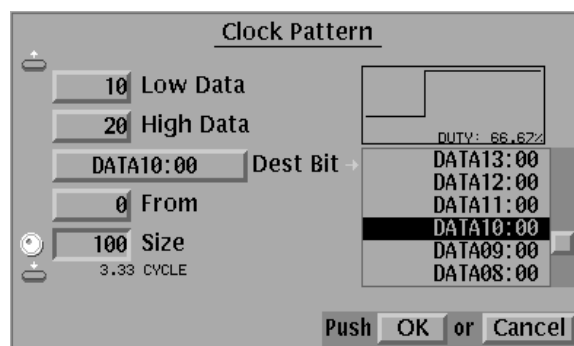 Clock Pattern
10 Low Data
20 High Data
DATA10:00 Dest Bit
0 From
100 Size
3.33 CYCLE
DUTY: 66.67%
DATA13:00
DATA12:00
DATA11:00
DATA10:00
DATA09:00
DATA08:00
Push OK or Cancel